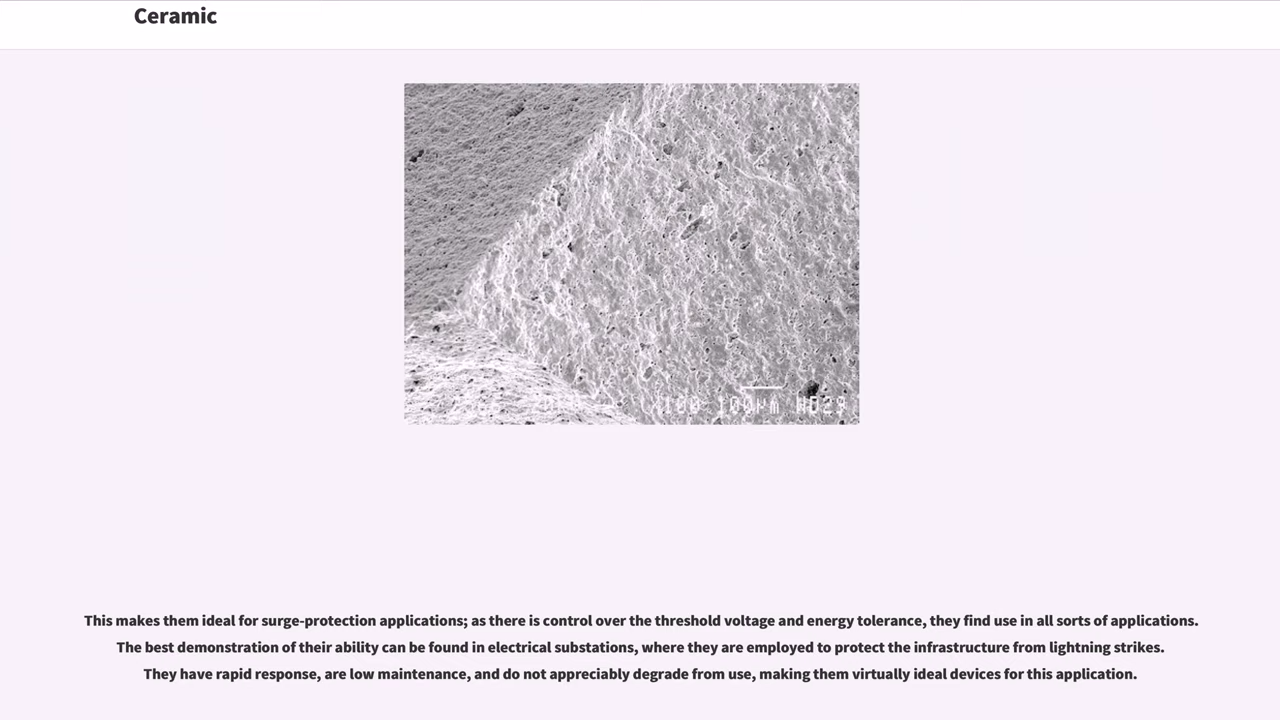 Ceramic
X100 100µm WD29
This makes them ideal for surge-protection applications; as there is control over the threshold voltage and energy tolerance, they find use in all sorts of applications.
The best demonstration of their ability can be found in electrical substations, where they are employed to protect the infrastructure from lightning strikes.
They have rapid response, are low maintenance, and do not appreciably degrade from use, making them virtually ideal devices for this application.